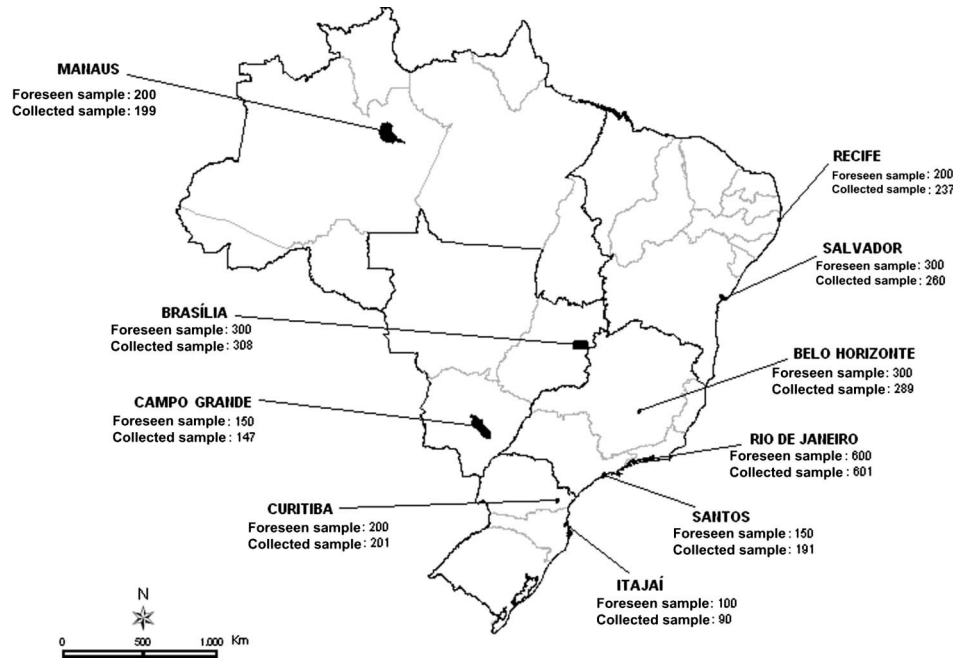 MANAUS
Foreseen sample: 200
Collected sample: 199
RECIFE
Foreseen sample: 200
Collected sample: 237
SALVADOR
Foreseen sample: 300
Collected sample: 260
BRASÍLIA
Foreseen sample: 300
Collected sample: 308
BELO HORIZONTE
Foreseen sample: 300
Collected sample: 289
CAMPO GRANDE
Foreseen sample: 150
Collected sample: 147
RIO DE JANEIRO
Foreseen sample: 600
Collected sample: 601
CURITIBA
Foreseen sample: 200
Collected sample: 201
SANTOS
Foreseen sample: 150
Collected sample: 191
ITAJAÍ
Foreseen sample: 100
Collected sample: 90
N
0 500 1.000 Km